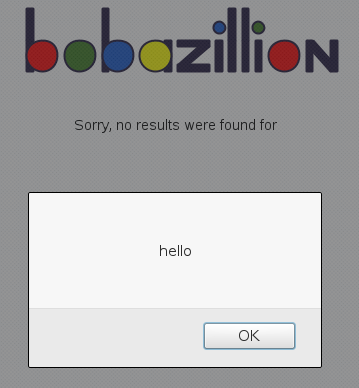 bobazillion
Sorry, no results were found for
hello
OK